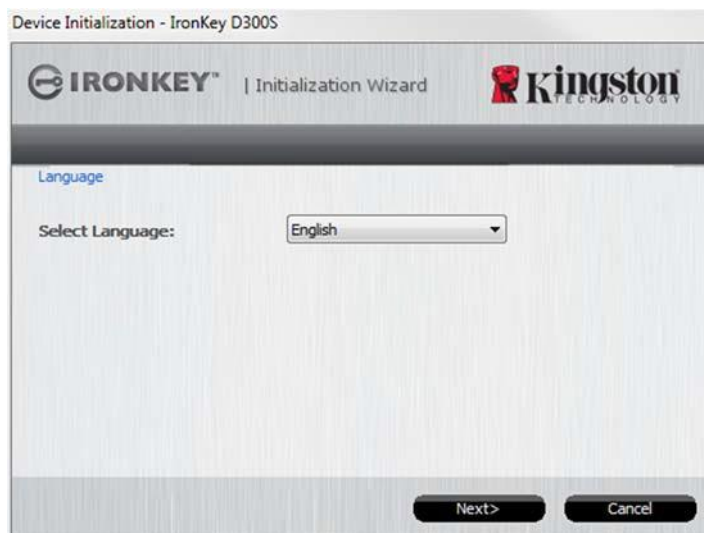 Device Initialization - IronKey D300S
IRONKEY™ | Initialization Wizard
Kingston
TECHNOLOGY
Language
Select Language: English
Next> Cancel